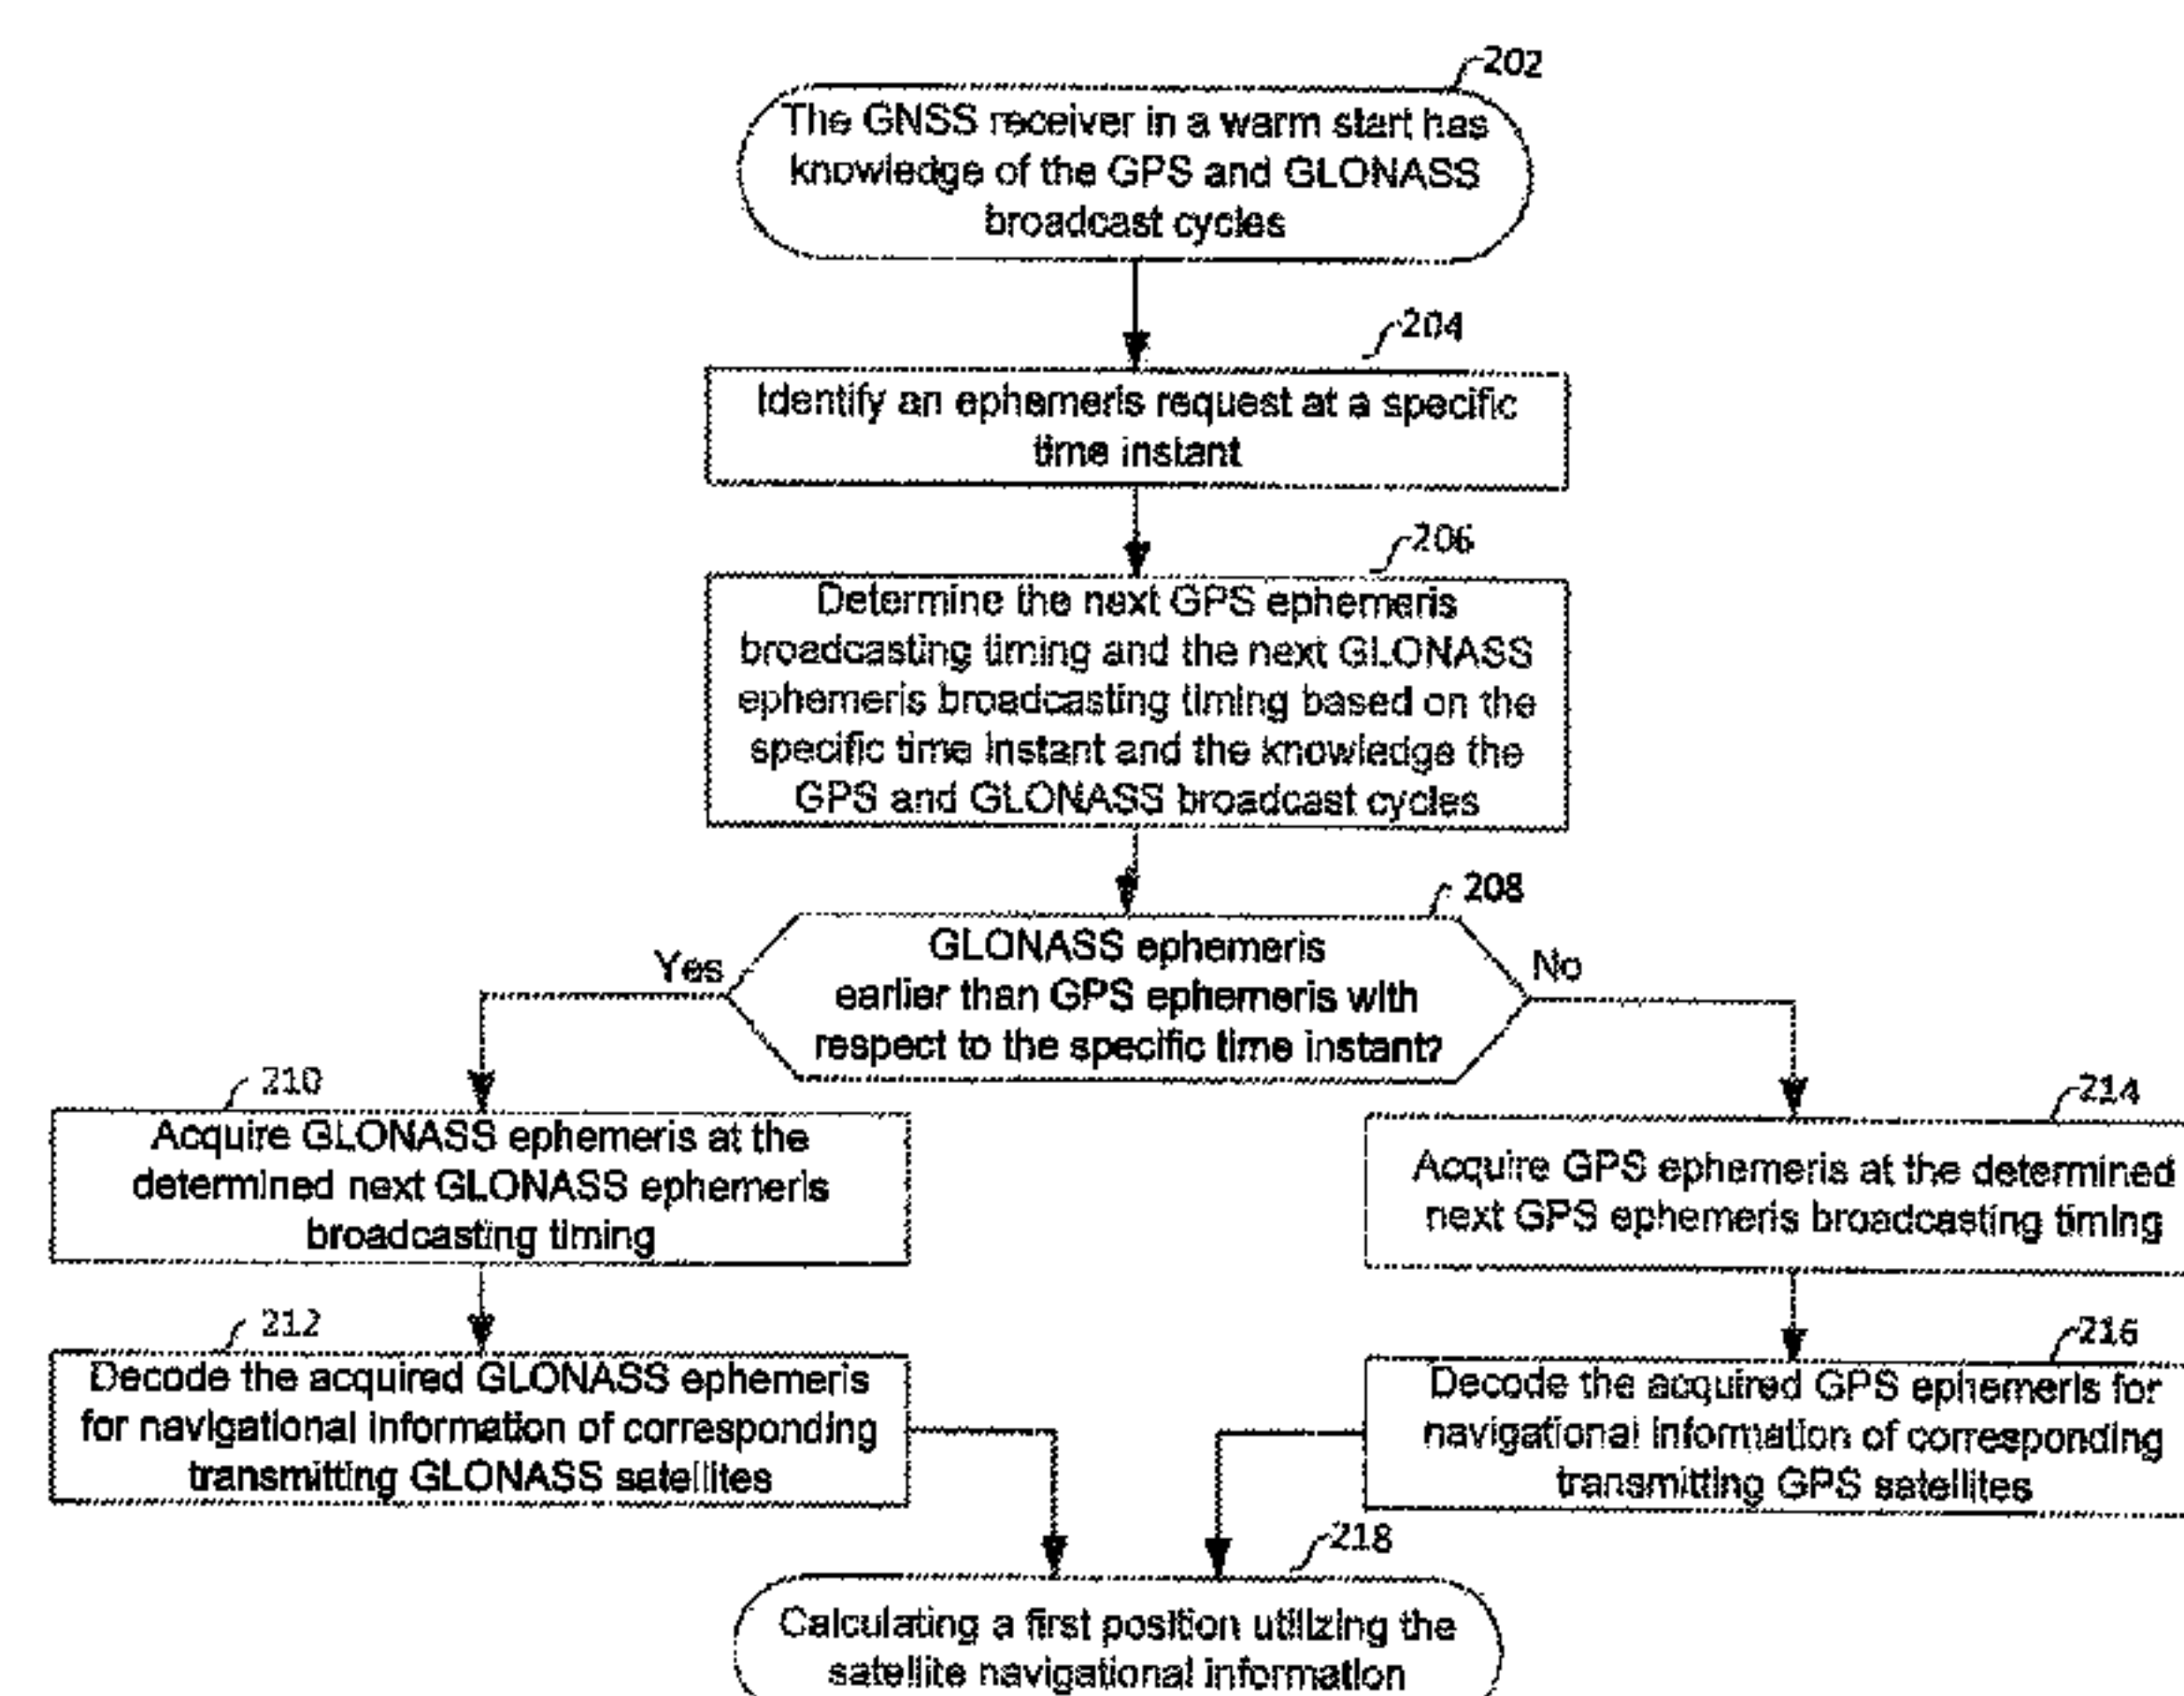 202
The GNSS receiver in a warm start has
knowledge of the GPS and GLONASS
broadcast cycles
204
Identify an ephemeris request at a specific
time instant
206
Determine the next GPS ephemeris
broadcasting timing and the next GLONASS
ephemeris broadcasting timing based on the
specific time instant and the knowledge the
GPS and GLONASS broadcast cycles
208
GLONASS ephemeris
earlier than GPS ephemeris with
respect to the specific time instant?
Yes
No
210
Acquire GLONASS ephemeris at the
determined next GLONASS ephemeris
broadcasting timing
214
Acquire GPS ephemeris at the determined
next GPS ephemeris broadcasting timing
212
Decode the acquired GLONASS ephemeris
for navigational information of corresponding
transmitting GLONASS satellites
216
Decode the acquired GPS ephemeris for
navigational information of corresponding
transmitting GPS satellites
218
Calculating a first position utilizing the
satellite navigational information